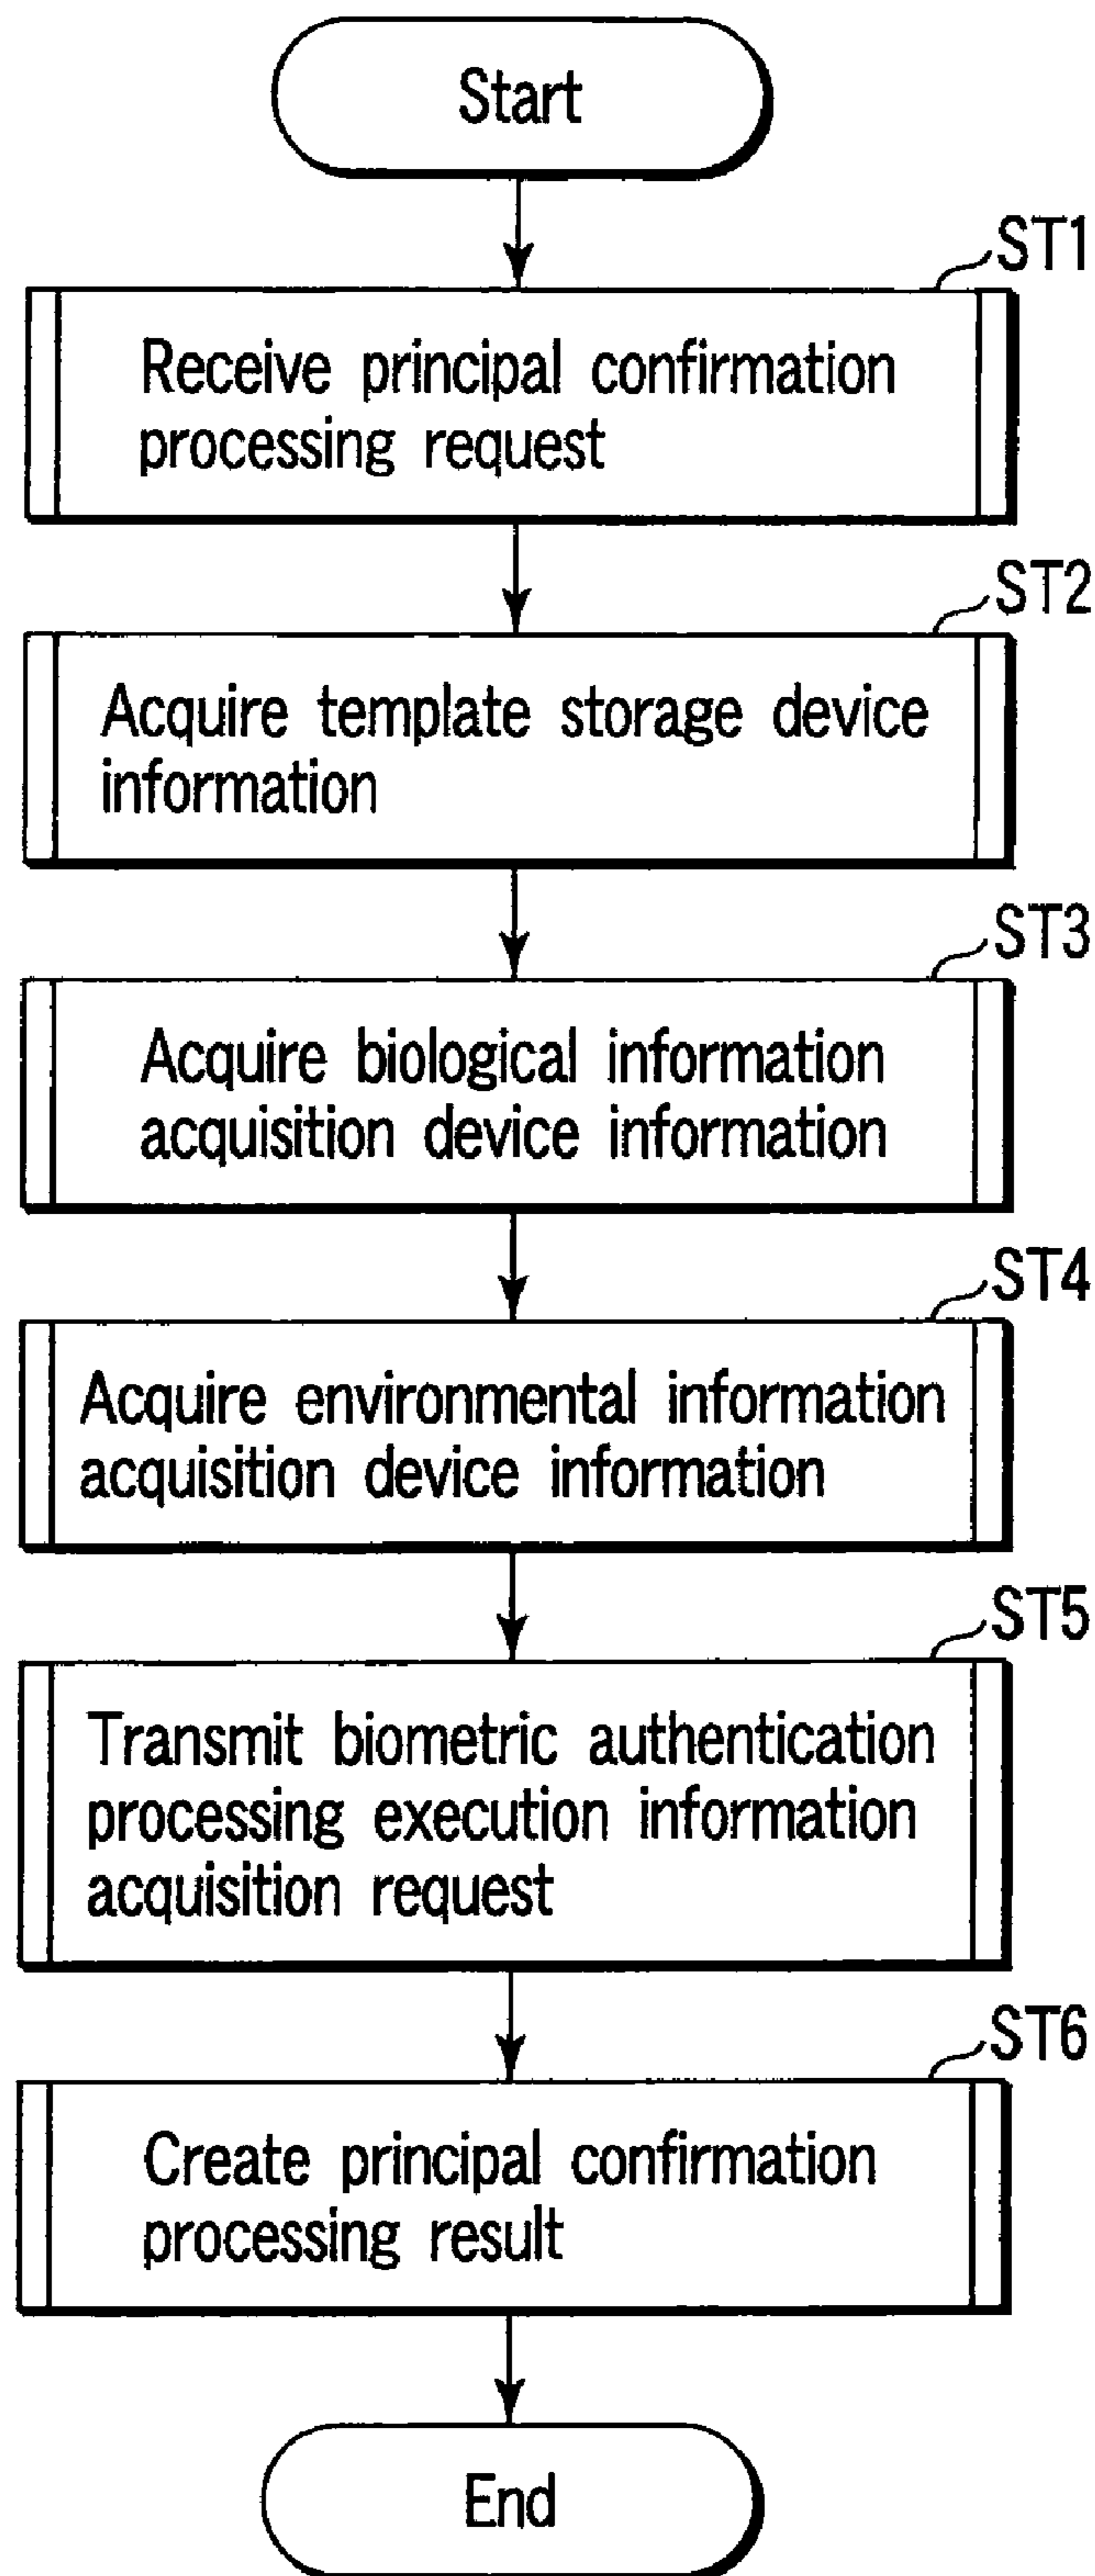 Start
ST1
Receive principal confirmation
processing request
ST2
Acquire template storage device
information
ST3
Acquire biological information
acquisition device information
ST4
Acquire environmental information
acquisition device information
ST5
Transmit biometric authentication
processing execution information
acquisition request
ST6
Create principal confirmation
processing result
End